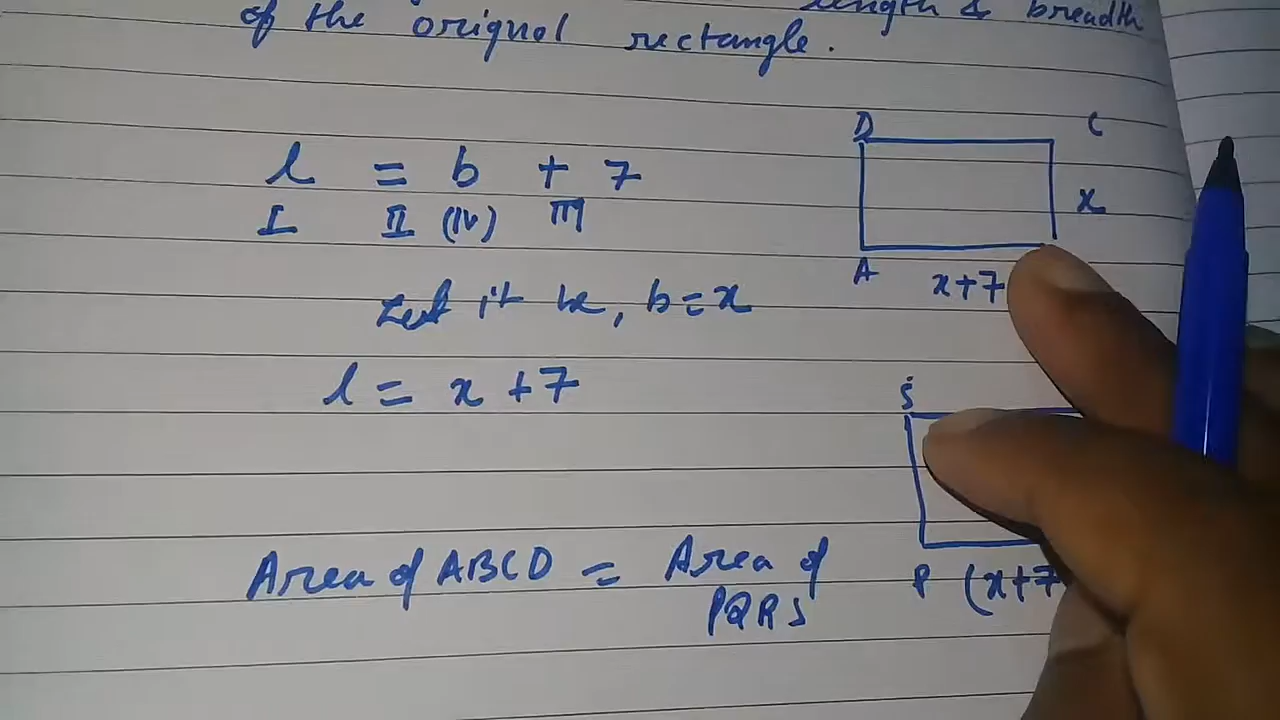 length & breadth
of the orignal rectangle.
l = b + 7
I II (IV) III
Let it be, b = x
l = x + 7
D C
x
A x+7
S
P (x+7
Area of ABCD = Area of
PQRS